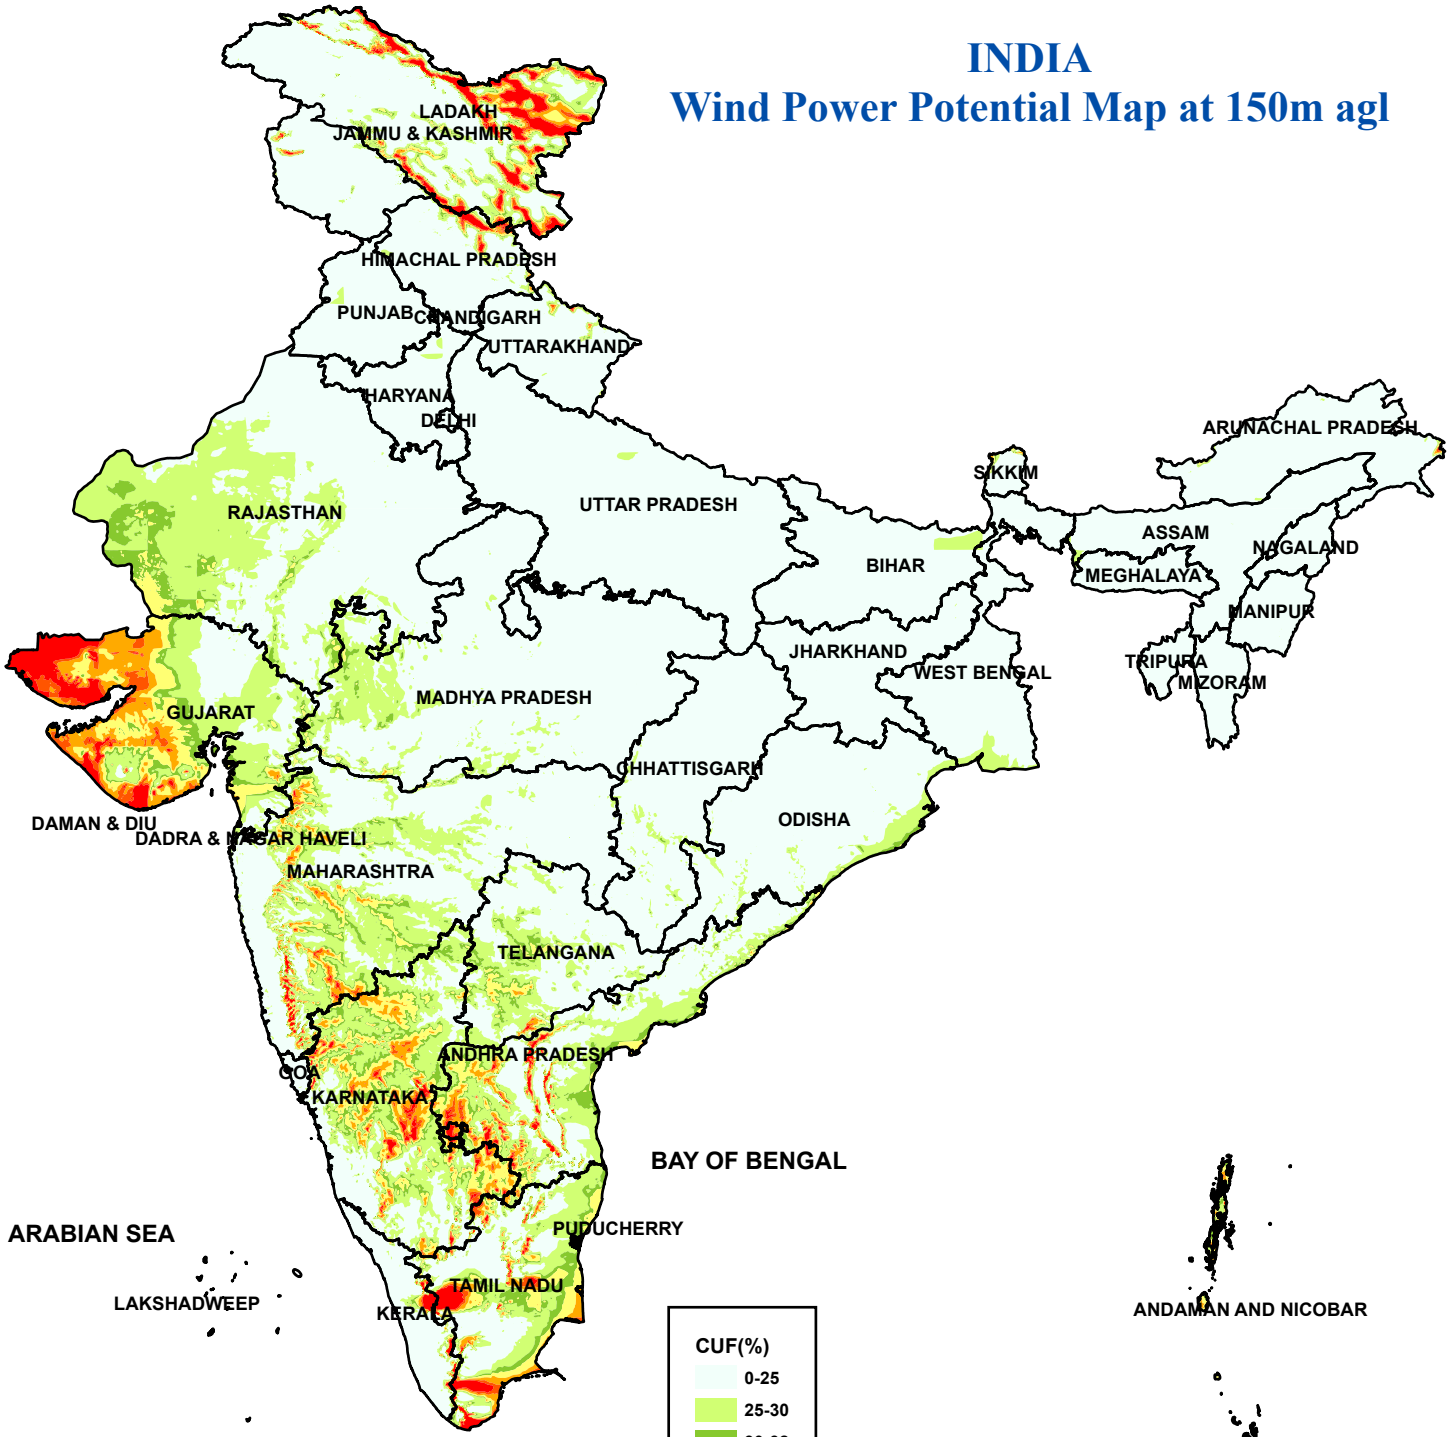 INDIA
Wind Power Potential Map at 150m agl
LADAKH
JAMMU & KASHMIR
HIMACHAL PRADESH
PUNJAB
CHANDIGARH
UTTARAKHAND
HARYANA
DELHI
ARUNACHAL PRADESH
SIKKIM
RAJASTHAN
UTTAR PRADESH
ASSAM
NAGALAND
BIHAR
MEGHALAYA
MANIPUR
JHARKHAND
WEST BENGAL
TRIPURA
MIZORAM
MADHYA PRADESH
GUJARAT
CHHATTISGARH
ODISHA
DAMAN & DIU
DADRA & NAGAR HAVELI
MAHARASHTRA
TELANGANA
ANDHRA PRADESH
GOA
KARNATAKA
BAY OF BENGAL
ARABIAN SEA
PUDUCHERRY
TAMIL NADU
LAKSHADWEEP
KERALA
ANDAMAN AND NICOBAR
CUF(%)
0-25
25-30